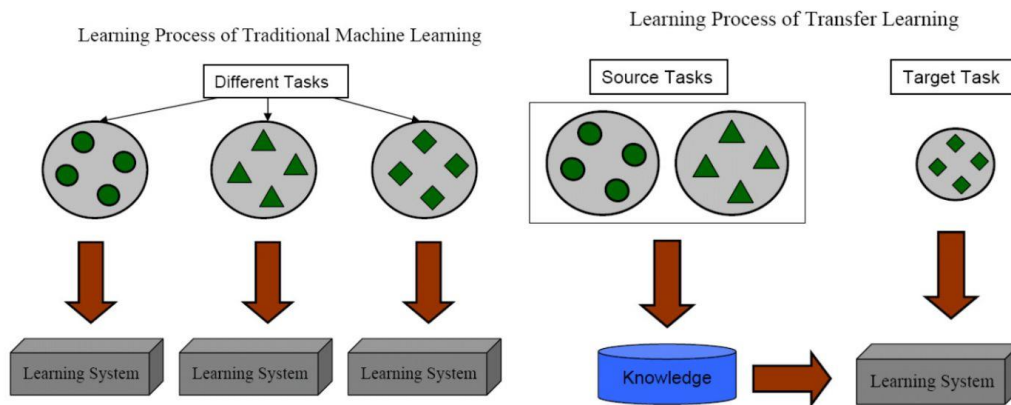 Learning Process of Traditional Machine Learning
Different Tasks
Learning System
Learning System
Learning System
Learning Process of Transfer Learning
Source Tasks
Target Task
Knowledge
Learning System